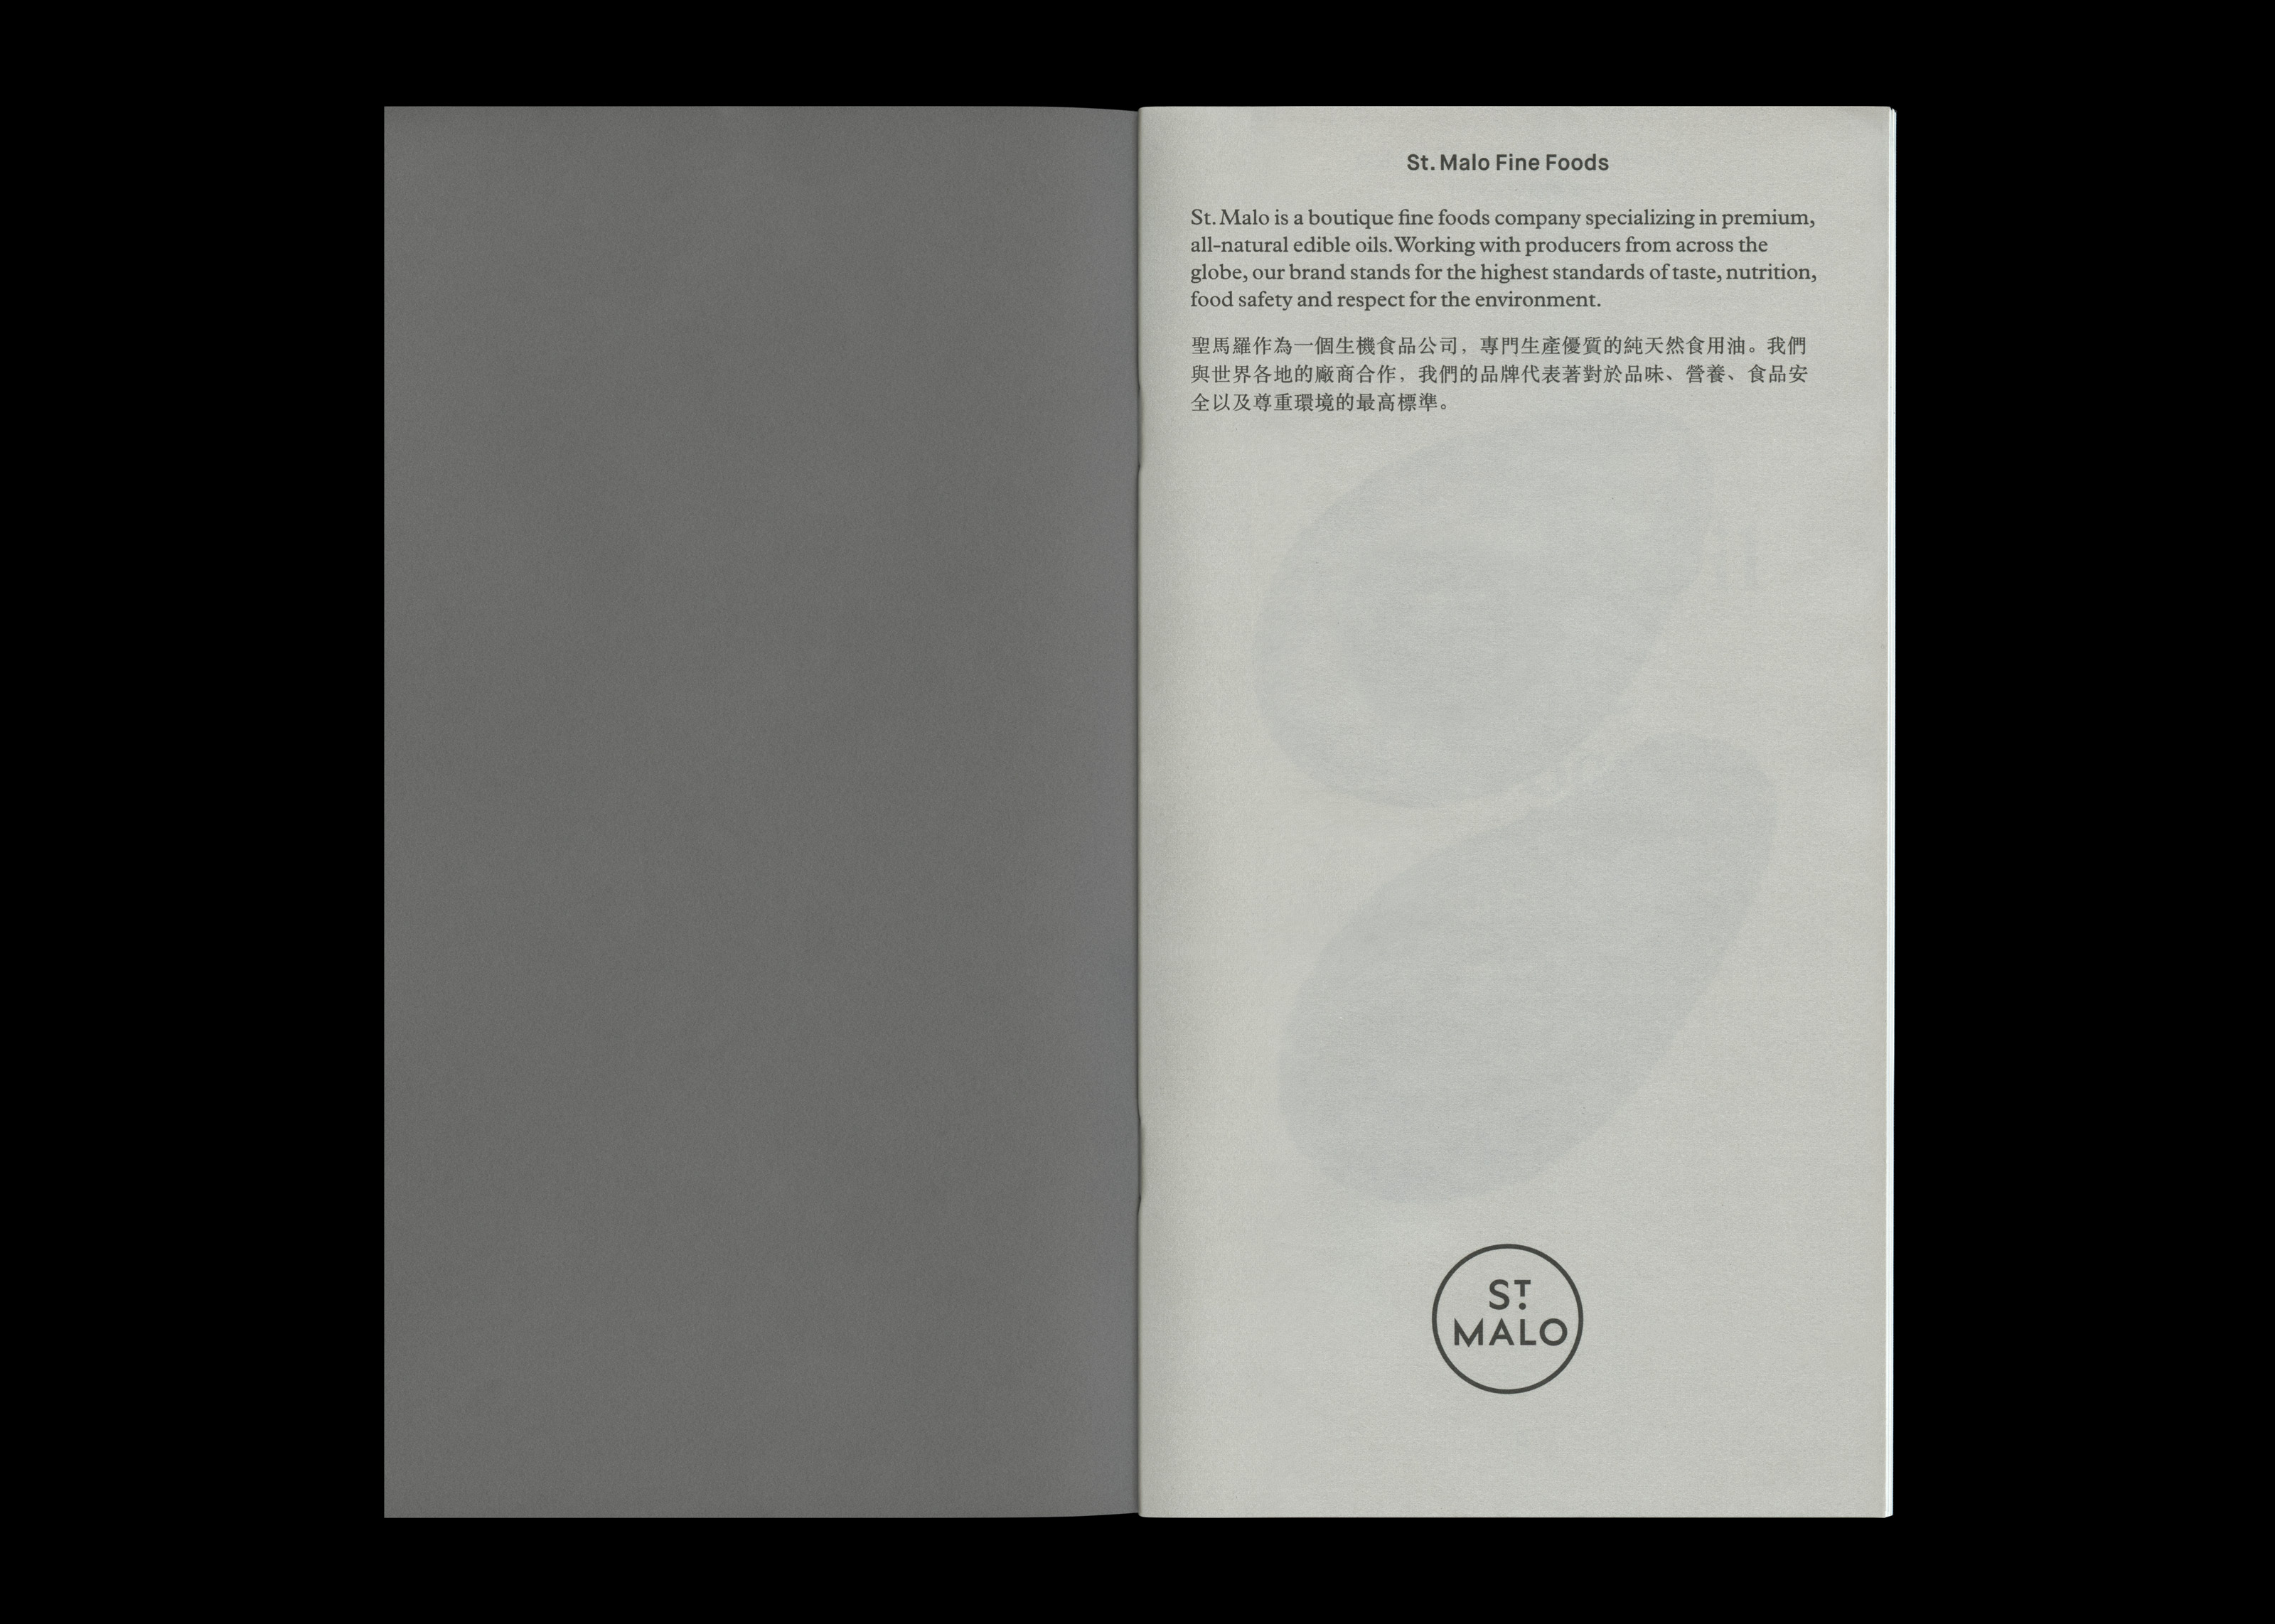 St. Malo Fine Foods
St. Malo is a boutique fine foods company specializing in premium,
all-natural edible oils.Working with producers from across the
globe, our brand stands for the highest standards of taste, nutrition,
food safety and respect for the environment.
聖馬羅作為一個生機食品公司，專門生產優質的純天然食用油。我們
與世界各地的廠商合作，我們的品牌代表著對於品味、營養、食品安
全以及尊重環境的最高標準。
ST.
MALO